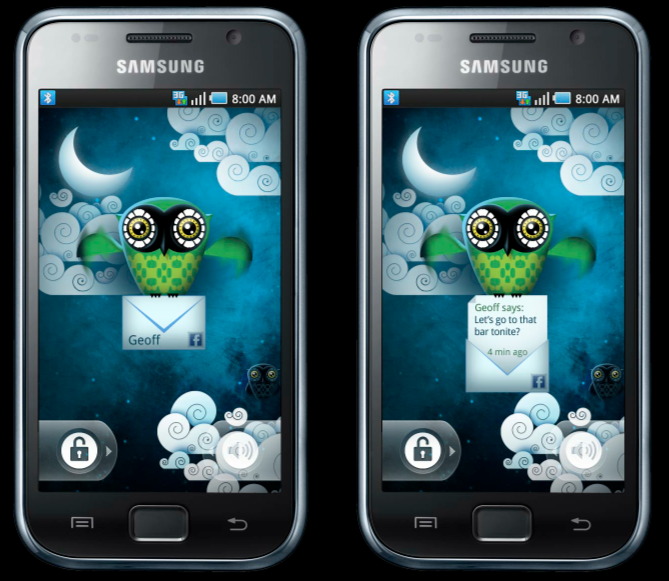 SAMSUNG
3G
8:00 AM
Geoff
f
SAMSUNG
3G
8:00 AM
Geoff says:
Let's go to that
bar tonite?
4 min ago
f